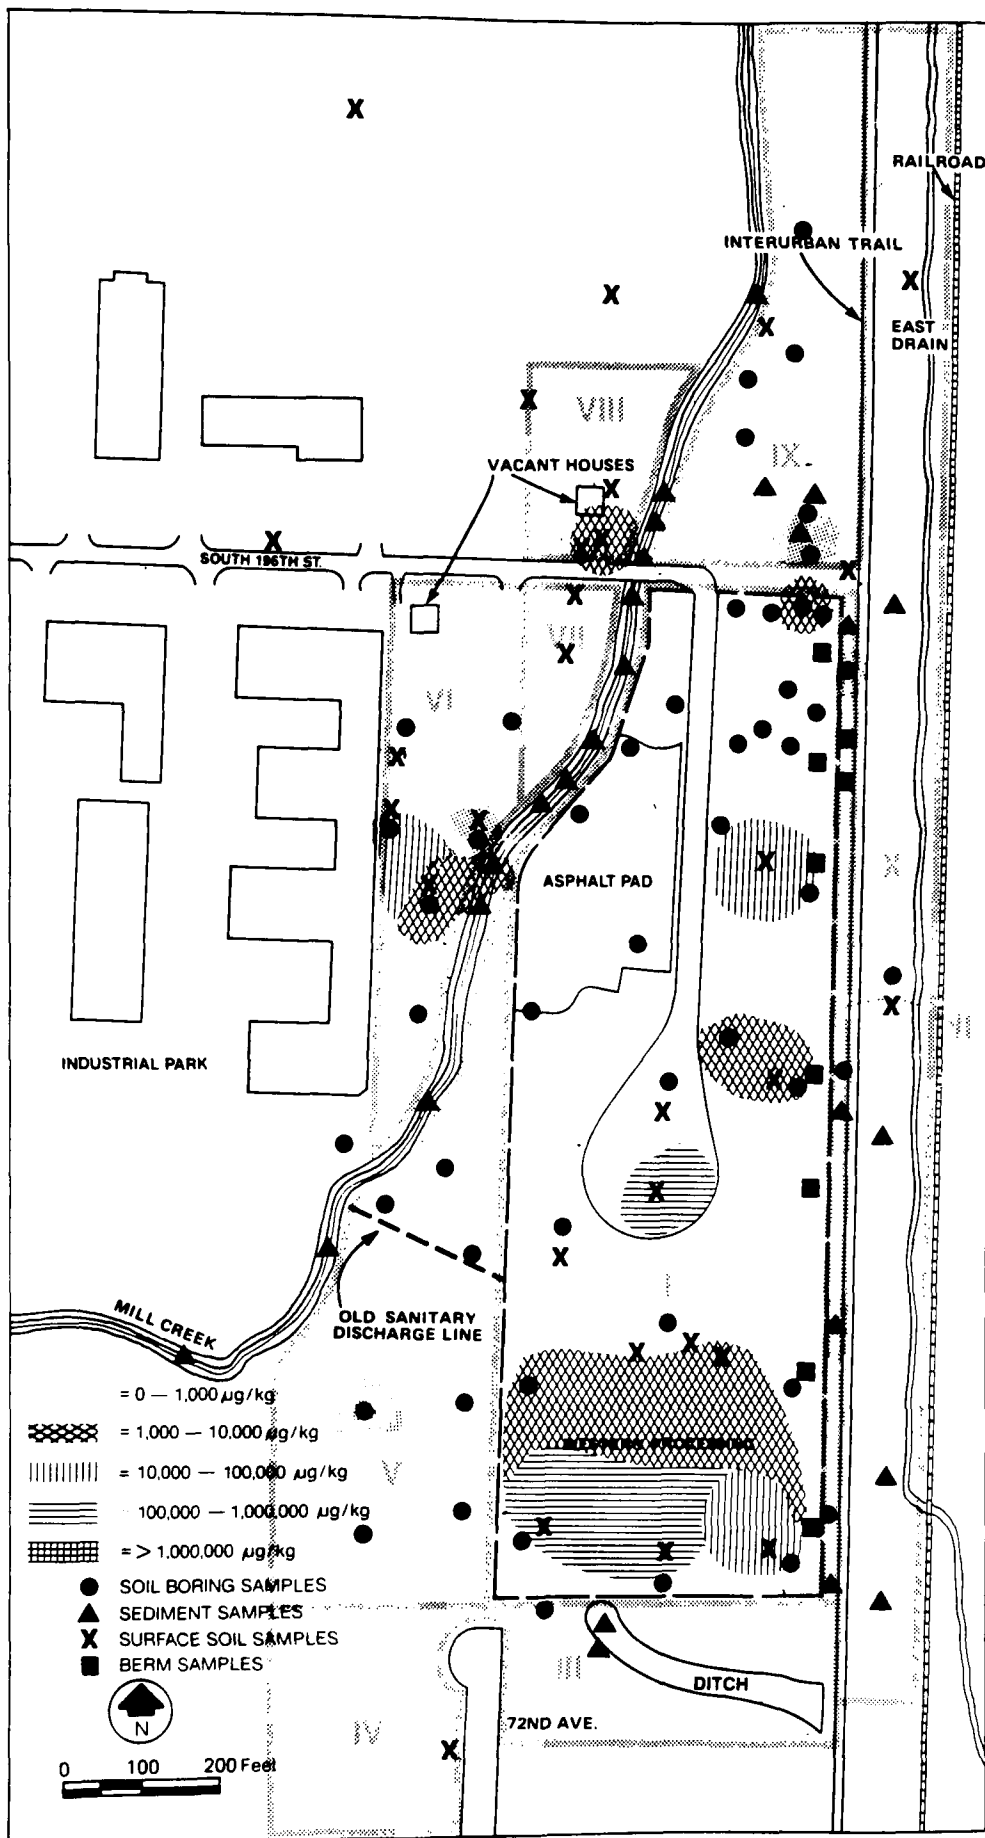 RAILROAD
INTERURBAN TRAIL
EAST
DRAIN
VIII
VACANT HOUSES
IX
SOUTH 196TH ST.
VII
VI
ASPHALT PAD
X
II
INDUSTRIAL PARK
I
MILL CREEK
OLD SANITARY
DISCHARGE LINE
= 0 — 1,000 µg/kg
= 1,000 — 10,000 µg/kg
WESTERN PROCESSING
V
= 10,000 — 100,000 µg/kg
100,000 — 1,000,000 µg/kg
= > 1,000,000 µg/kg
SOIL BORING SAMPLES
SEDIMENT SAMPLES
SURFACE SOIL SAMPLES
BERM SAMPLES
III
DITCH
N
IV
72ND AVE.
0 100 200 Feet